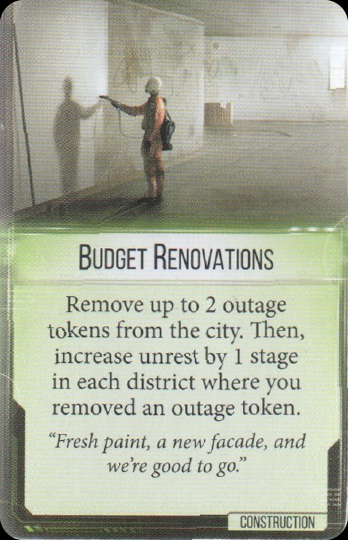 BUDGET RENOVATIONS
Remove up to 2 outage
tokens from the city. Then,
increase unrest by 1 stage
in each district where you
removed an outage token.
“Fresh paint, a new facade, and
we’re good to go.”
CONSTRUCTION